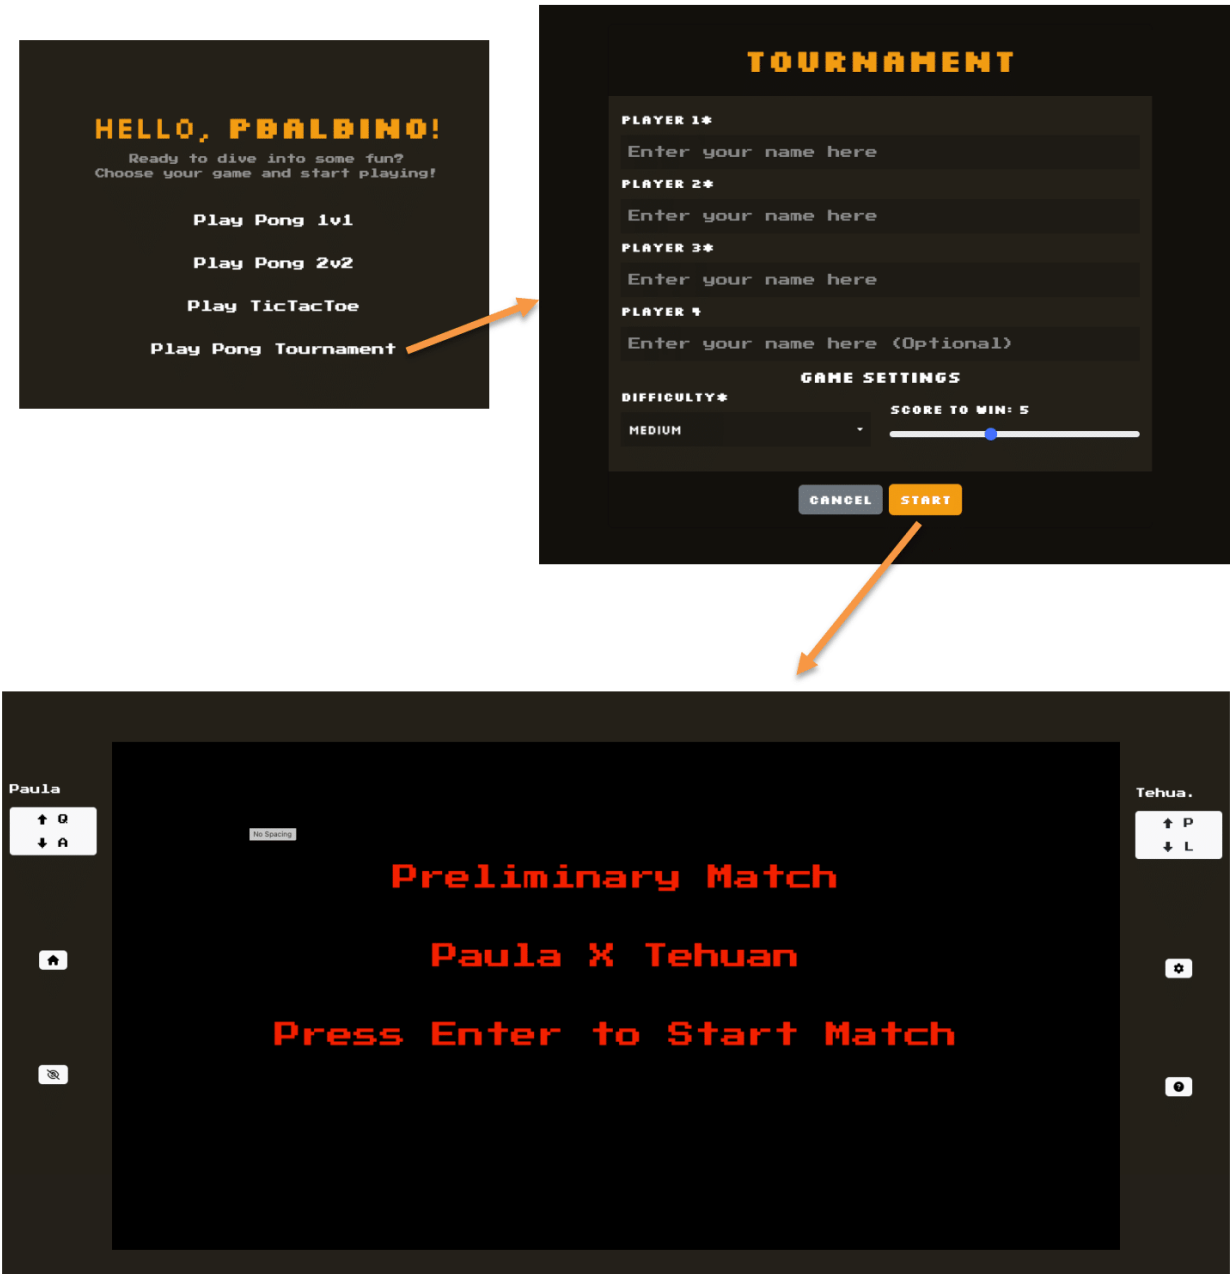 HELLO, PBALBINO!
Ready to dive into some fun?
Choose your game and start playing!
Play Pong 1v1
Play Pong 2v2
Play TicTacToe
Play Pong Tournament
TOURNAMENT
PLAYER 1*
Enter your name here
PLAYER 2*
Enter your name here
PLAYER 3*
Enter your name here
PLAYER 4
Enter your name here (Optional)
GAME SETTINGS
DIFFICULTY*
SCORE TO WIN: 5
MEDIUM
CANCEL START
Paula
Q
A
No Spacing
Preliminary Match
Paula X Tehuan
Press Enter to Start Match
Tehua.
P
L